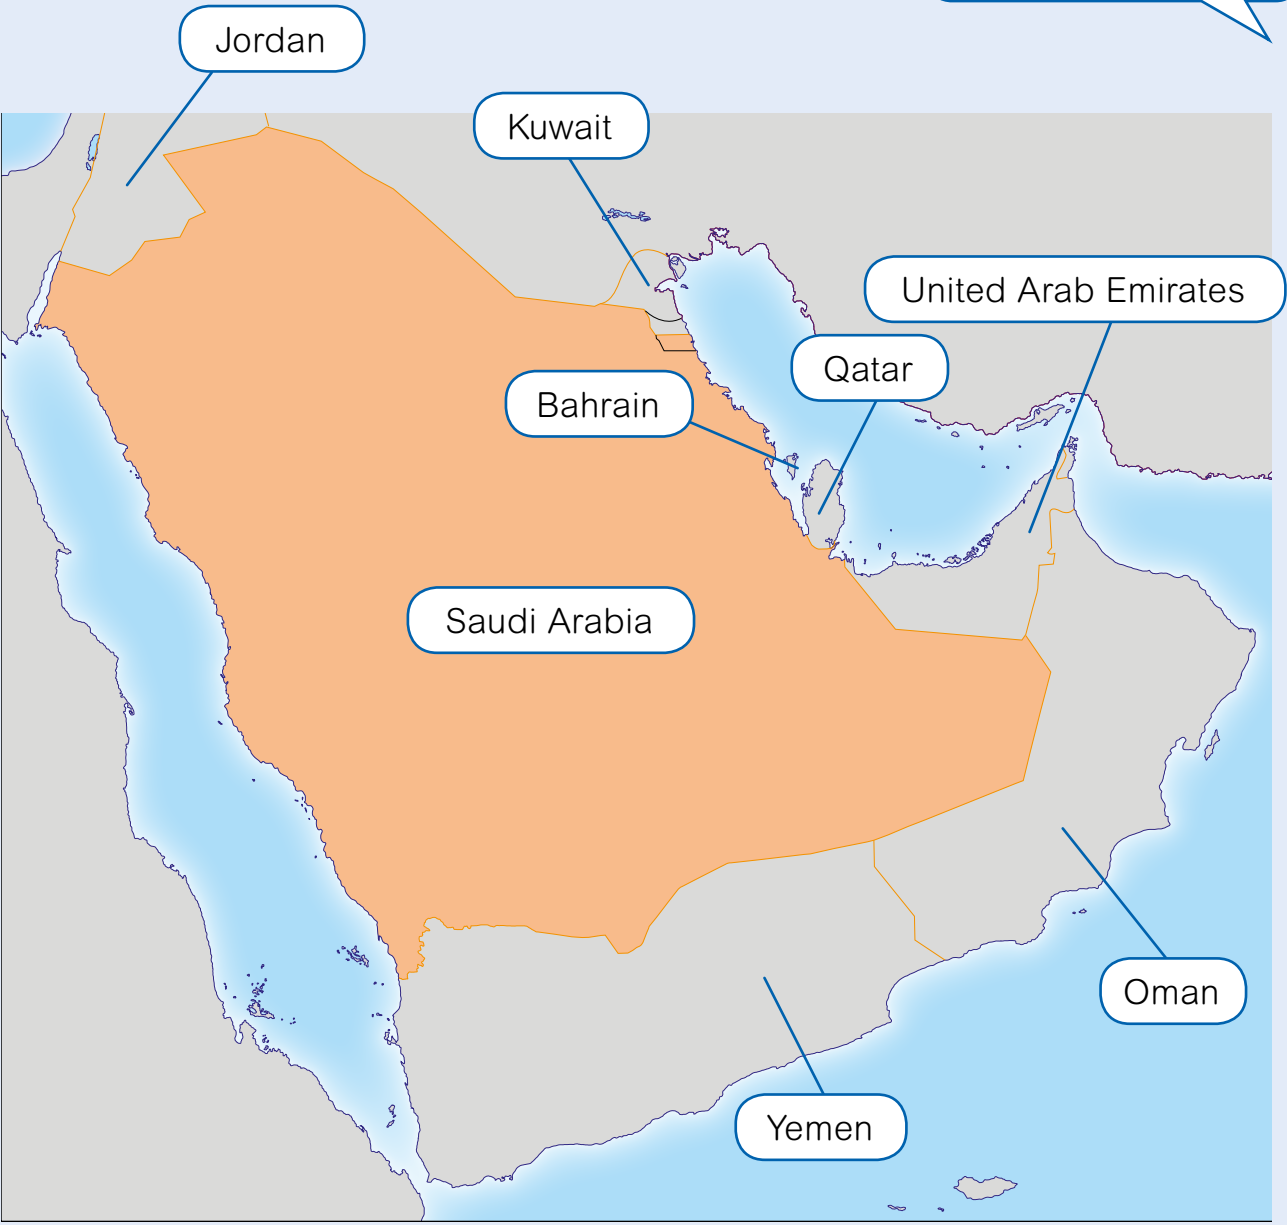 Jordan
Kuwait
United Arab Emirates
Qatar
Bahrain
Saudi Arabia
Oman
Yemen